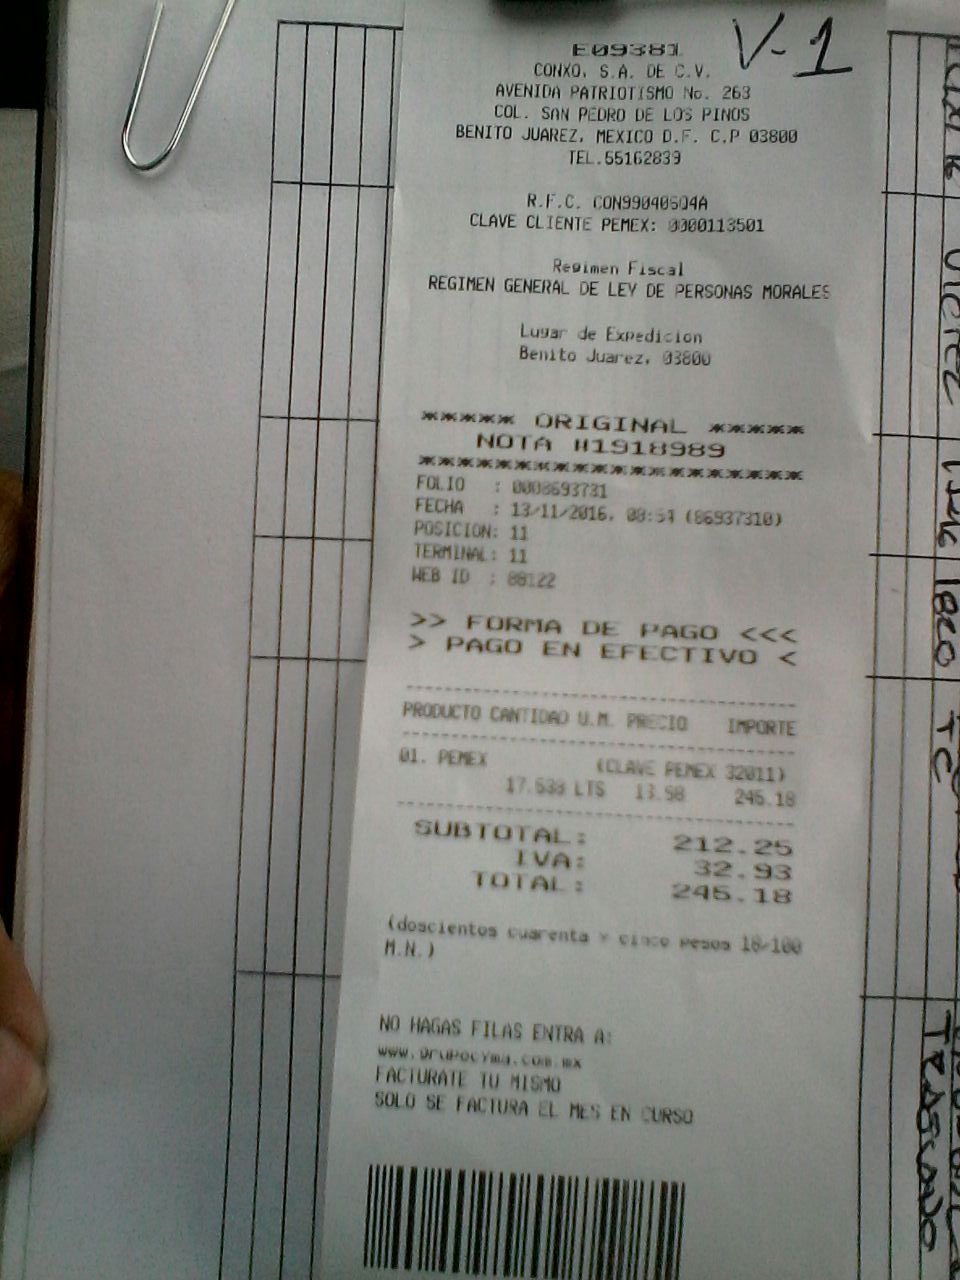 V-1
E09381
CONXO, S.A. DE C.V.
AVENIDA PATRIOTISMO No. 263
COL. SAN PEDRO DE LOS PINOS
BENITO JUAREZ, MEXICO D.F. C.P 03800
TEL.55162839
R.F.C. CON990406Q4A
CLAVE CLIENTE PEMEX: 0000113501
Regimen Fiscal
REGIMEN GENERAL DE LEY DE PERSONAS MORALES
Lugar de Expedicion
Benito Juarez, 03800
***** ORIGINAL *****
NOTA #1918989
*********************
FOLIO : 0008693731
FECHA : 13/11/2016, 08:54 (86937310)
POSICION: 11
TERMINAL: 11
WEB ID : 88122
>> FORMA DE PAGO <<<
> PAGO EN EFECTIVO <
PRODUCTO CANTIDAD U.M. PRECIO IMPORTE
01. PEMEX (CLAVE PEMEX 32011)
17.538 LTS 13.98 245.18
SUBTOTAL: 212.25
IVA: 32.93
TOTAL: 245.18
(doscientos cuarenta y cinco pesos 18/100
M.N.)
NO HAGAS FILAS ENTRA A:
www.grupocyma.com.mx
FACTURATE TU MISMO
SOLO SE FACTURA EL MES EN CURSO
TRASLADO